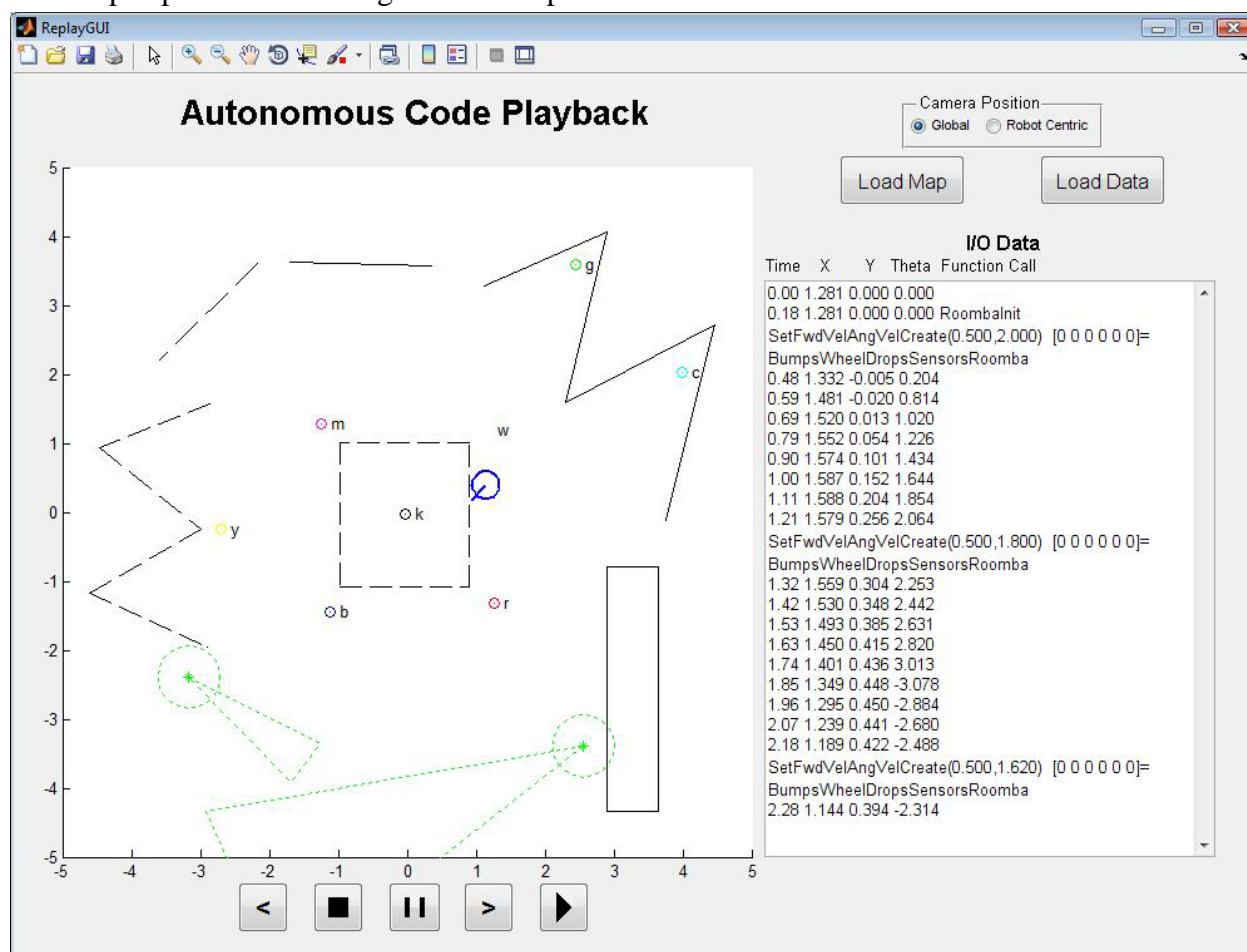 ReplayGUI
Autonomous Code Playback
Camera Position
Global Robot Centric
Load Map Load Data
I/O Data
Time X Y Theta Function Call
0.00 1.281 0.000 0.000
0.18 1.281 0.000 0.000 RoombaInit
SetFwdVelAngVelCreate(0.500,2.000) [0 0 0 0 0 0]=
BumpsWheelDropsSensorsRoomba
0.48 1.332 -0.005 0.204
0.59 1.481 -0.020 0.814
0.69 1.520 0.013 1.020
0.79 1.552 0.054 1.226
0.90 1.574 0.101 1.434
1.00 1.587 0.152 1.644
1.11 1.588 0.204 1.854
1.21 1.579 0.256 2.064
SetFwdVelAngVelCreate(0.500,1.800) [0 0 0 0 0 0]=
BumpsWheelDropsSensorsRoomba
1.32 1.559 0.304 2.253
1.42 1.530 0.348 2.442
1.53 1.493 0.385 2.631
1.63 1.450 0.415 2.820
1.74 1.401 0.436 3.013
1.85 1.349 0.448 -3.078
1.96 1.295 0.450 -2.884
2.07 1.239 0.441 -2.680
2.18 1.189 0.422 -2.488
SetFwdVelAngVelCreate(0.500,1.620) [0 0 0 0 0 0]=
BumpsWheelDropsSensorsRoomba
2.28 1.144 0.394 -2.314
5
4
3
2
1
0
-1
-2
-3
-4
-5
g
c
m
w
k
y
b
r
-5 -4 -3 -2 -1 0 1 2 3 4 5
< >